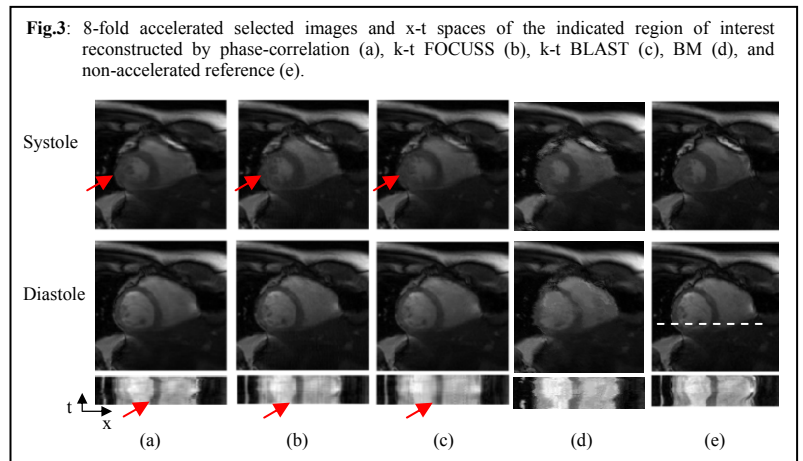 Fig.3: 8-fold accelerated selected images and x-t spaces of the indicated region of interest
reconstructed by phase-correlation (a), k-t FOCUSS (b), k-t BLAST (c), BM (d), and
non-accelerated reference (e).
Systole
Diastole
t
x
(a) (b) (c) (d) (e)